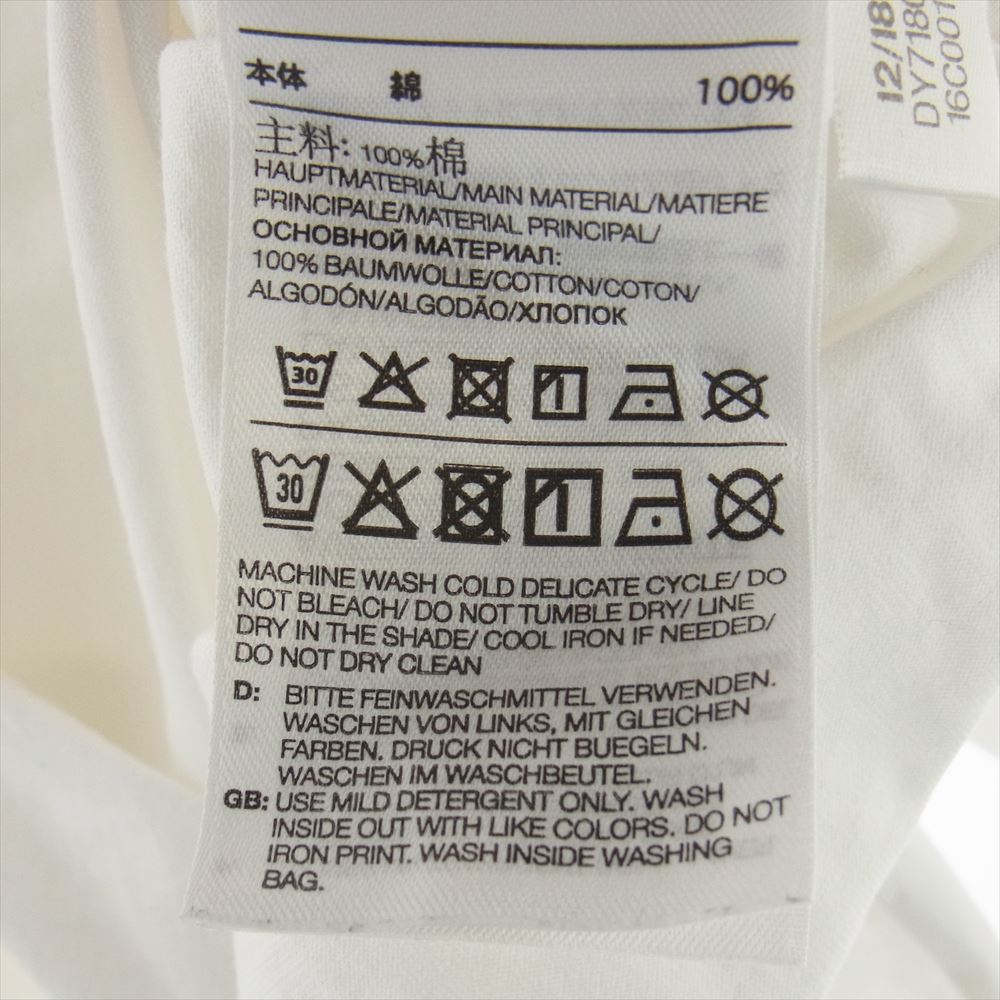 本体 綿 100%
主料: 100%棉
HAUPTMATERIAL/MAIN MATERIAL/MATIERE
PRINCIPALE/MATERIAL PRINCIPAL/
ОСНОВНОЙ МАТЕРИАЛ:
100% BAUMWOLLE/COTTON/COTON/
ALGODÓN/ALGODÃO/ХЛОПОК
30
30
MACHINE WASH COLD DELICATE CYCLE/ DO
NOT BLEACH/ DO NOT TUMBLE DRY/ LINE
DRY IN THE SHADE/ COOL IRON IF NEEDED/
DO NOT DRY CLEAN
D: BITTE FEINWASCHMITTEL VERWENDEN.
WASCHEN VON LINKS, MIT GLEICHEN
FARBEN. DRUCK NICHT BUEGELN.
WASCHEN IM WASCHBEUTEL.
GB: USE MILD DETERGENT ONLY. WASH
INSIDE OUT WITH LIKE COLORS. DO NOT
IRON PRINT. WASH INSIDE WASHING
BAG.
12/18